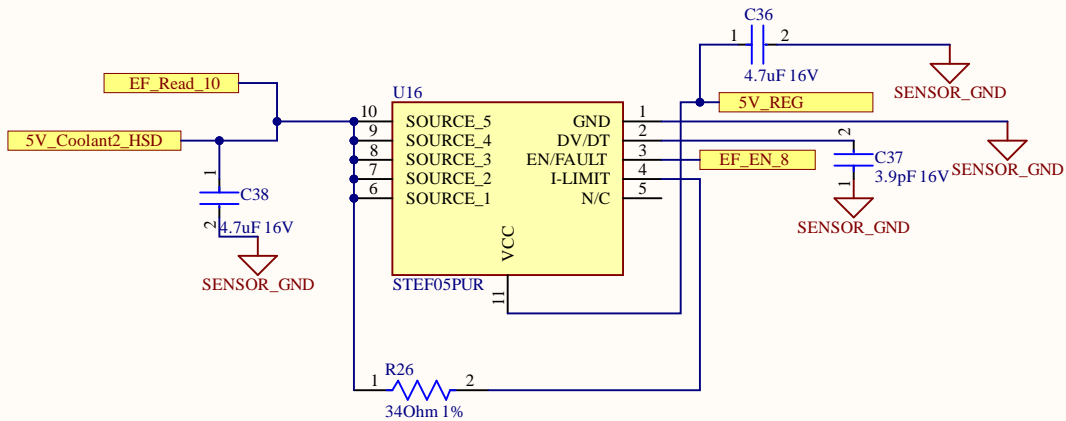 C36
1
2
4.7uF 16V
SENSOR_GND
EF_Read_10
5V_Coolant2_HSD
U16
5V_REG
10
SOURCE_5
GND
1
9
SOURCE_4
DV/DT
2
8
SOURCE_3
EN/FAULT
3
EF_EN_8
7
SOURCE_2
I-LIMIT
4
6
SOURCE_1
N/C
5
VCC
11
STEF05PUR
SENSOR_GND
2
C37
3.9pF 16V
1
SENSOR_GND
1
C38
2
4.7uF 16V
SENSOR_GND
R26
1
2
34Ohm 1%